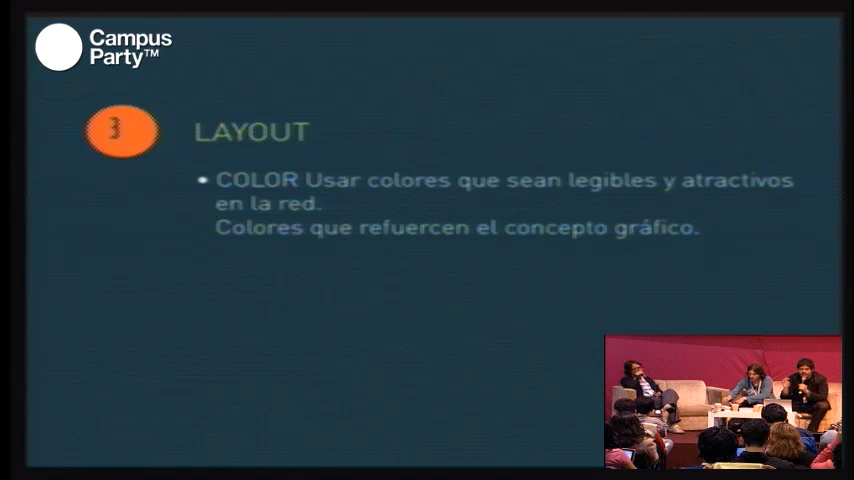 Campus
Party™
3
LAYOUT
• COLOR Usar colores que sean legibles y atractivos
en la red.
Colores que refuercen el concepto gráfico.